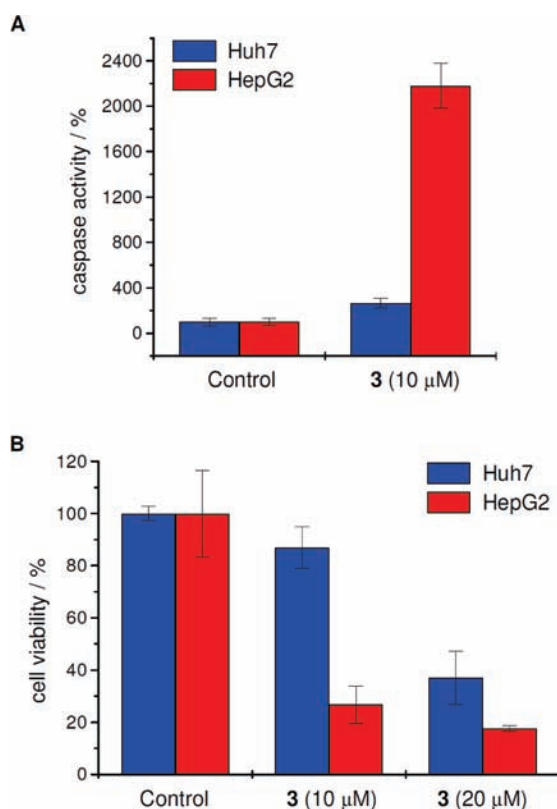 A
Huh7
HepG2
caspase activity / %
2400
2000
1600
1200
800
400
0
Control
3 (10 μM)
B
Huh7
HepG2
cell viability / %
120
100
80
60
40
20
0
Control
3 (10 μM)
3 (20 μM)